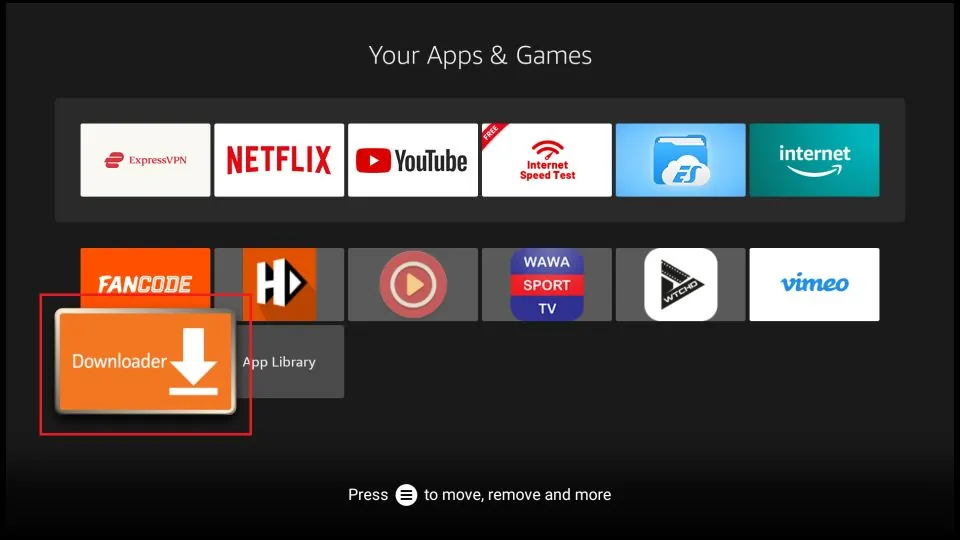 Your Apps & Games
ExpressVPN
NETFLIX
YouTube
FREE
Internet
Speed Test
ES
internet
FANCODE
HD
WAWA
SPORT
TV
WTCHD
vimeo
Downloader
App Library
Press to move, remove and more